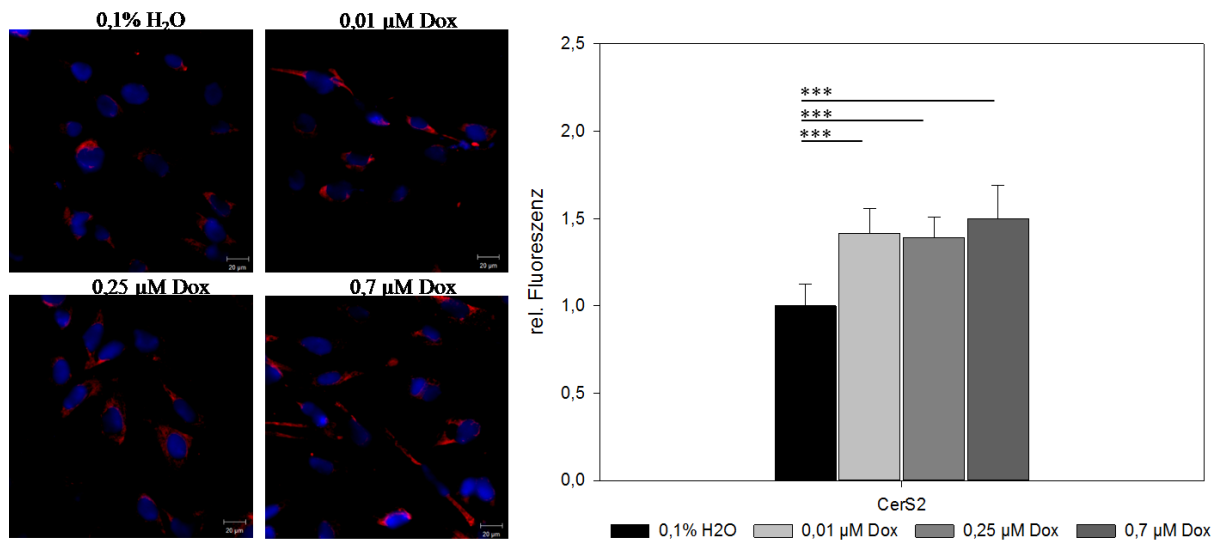 0,1% H₂O
0,01 µM Dox
20 µm
20 µm
0,25 µM Dox
0,7 µM Dox
20 µm
20 µm
rel. Fluoreszenz
2,5
2,0
1,5
1,0
0,5
0,0
***
***
***
CerS2
0,1% H2O
0,01 µM Dox
0,25 µM Dox
0,7 µM Dox